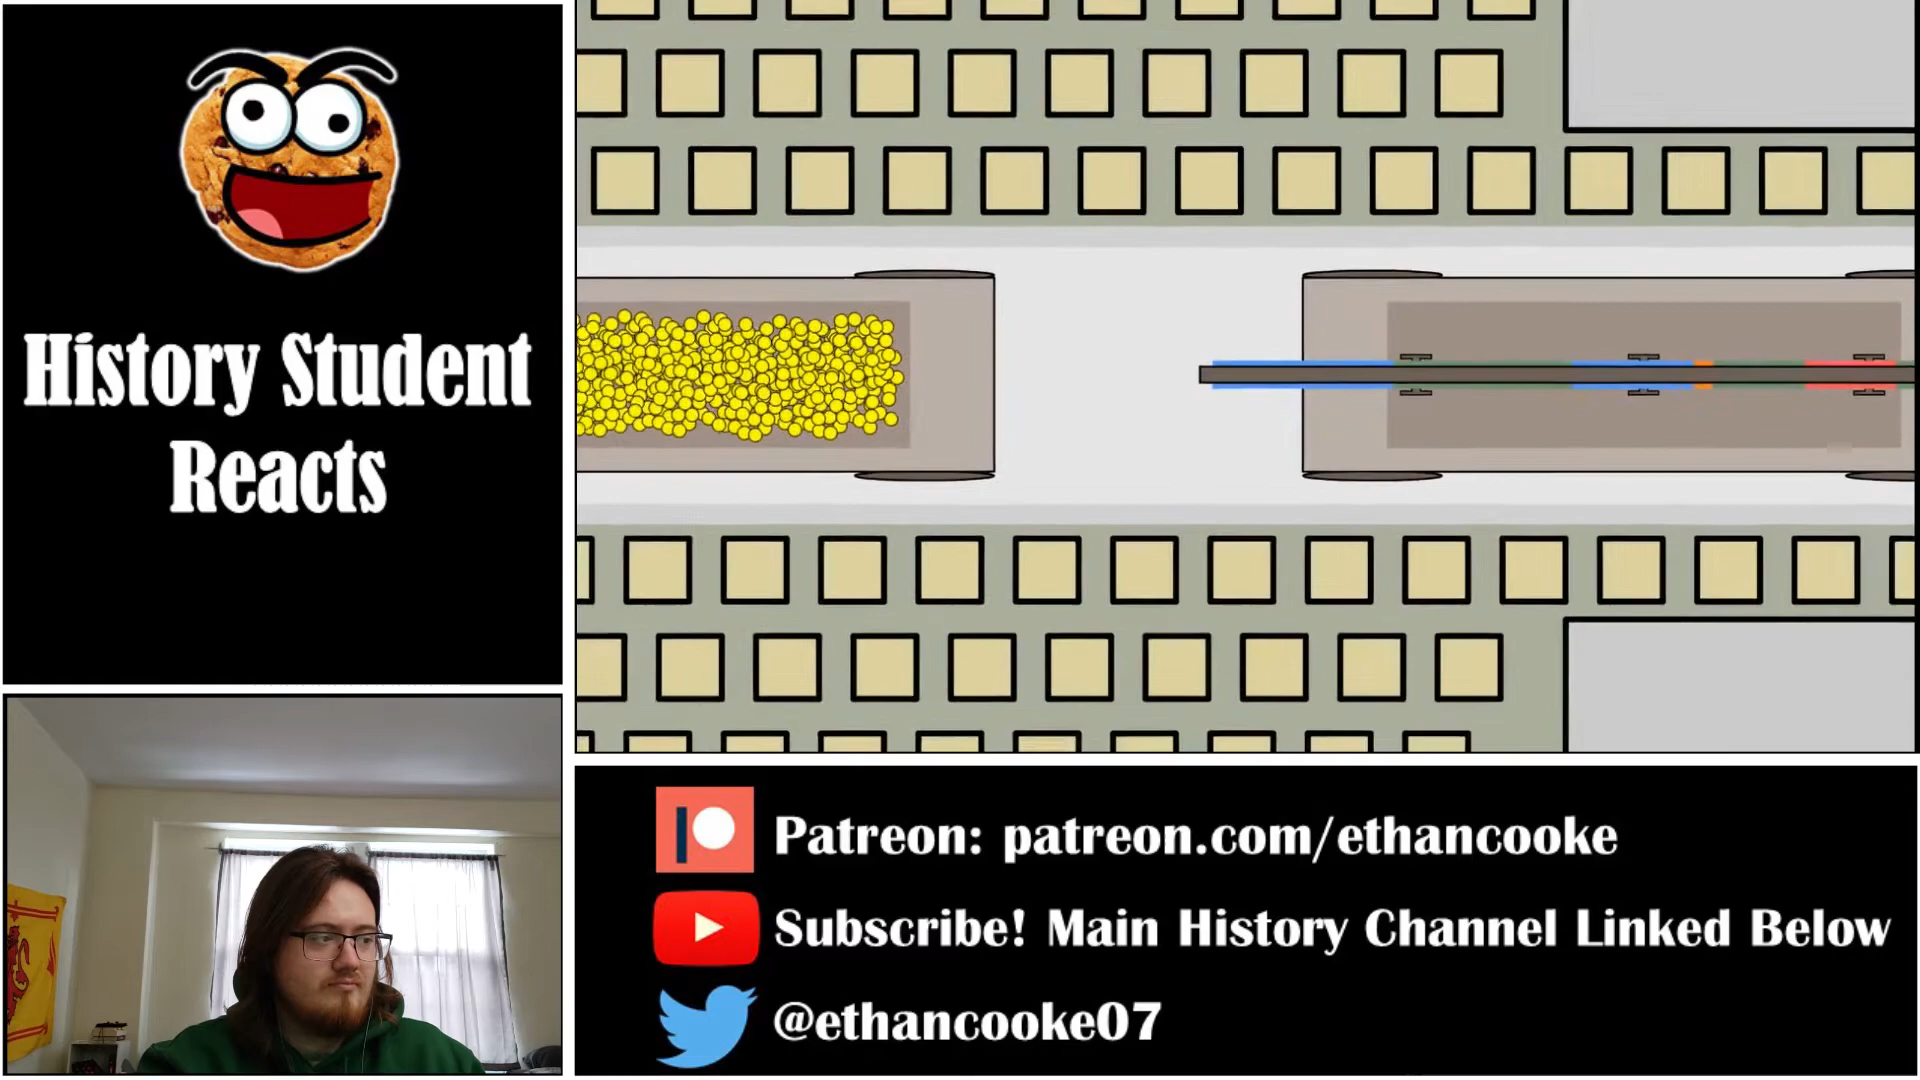 History Student
Reacts
Patreon: patreon.com/ethancooke
Subscribe! Main History Channel Linked Below
@ethancooke07